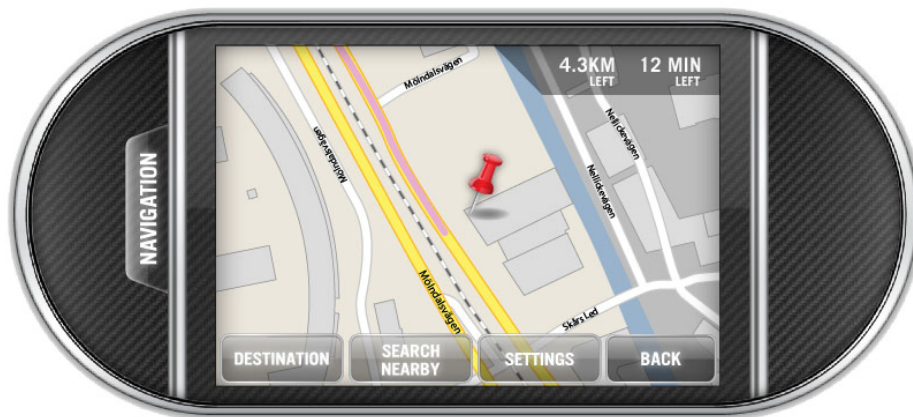 NAVIGATION
4.3KM
LEFT
12 MIN
LEFT
Mölndalsvägen
Mölndalsvägen
Nellickevägen
Nellickevägen
Mölndalsvägen
Skårs Led
DESTINATION
SEARCH
NEARBY
SETTINGS
BACK